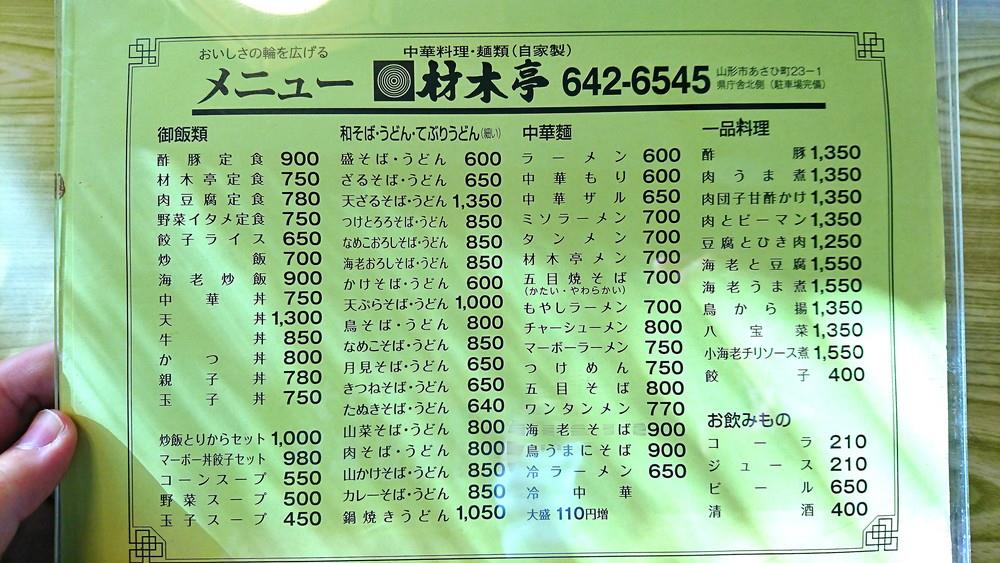 おいしさの輪を広げる
メニュー
中華料理・麺類(自家製)
材木亭 642-6545
山形市あさひ町23-1
県庁舎北側(駐車場完備)
御飯類
酢豚定食 900
材木亭定食 750
肉豆腐定食 780
野菜イタメ定食 750
餃子ライス 650
炒飯 700
海老炒飯 900
中華丼 750
天丼 1,300
牛丼 850
かつ丼 800
親子丼 780
玉子丼 750
炒飯とりからセット 1,000
マーボー丼餃子セット 980
コーンスープ 550
野菜スープ 500
玉子スープ 450
和そば・うどん・てぶりうどん(細い)
盛そば・うどん 600
ざるそば・うどん 650
天ざるそば・うどん 1,350
つけとろろそば・うどん 850
なめこおろしそば・うどん 850
海老おろしそば・うどん 850
かけそば・うどん 600
天ぷらそば・うどん 1,000
鳥そば・うどん 800
なめこそば・うどん 850
月見そば・うどん 650
きつねそば・うどん 650
たぬきそば・うどん 640
山菜そば・うどん 800
肉そば・うどん 800
山かけそば・うどん 850
カレーそば・うどん 850
鍋焼きうどん 1,050
中華麺
ラーメン 600
中華もり 600
中華ザル 650
ミソラーメン 700
タンメン 700
材木亭メン 700
五目焼そば 700
(かたい・やわらかい)
もやしラーメン 700
チャーシューメン 800
マーボーラーメン 750
つけめん 750
五目そば 800
ワンタンメン 770
海老そば 900
鳥うまにそば 900
冷ラーメン 650
冷中華
大盛 110円増
一品料理
酢豚 1,350
肉うま煮 1,350
肉団子甘酢かけ 1,350
肉とピーマン 1,350
豆腐とひき肉 1,250
海老と豆腐 1,550
海老うま煮 1,550
鳥から揚 1,350
八宝菜 1,350
小海老チリソース煮 1,550
餃子 400
お飲みもの
コーラ 210
ジュース 210
ビール 650
清酒 400